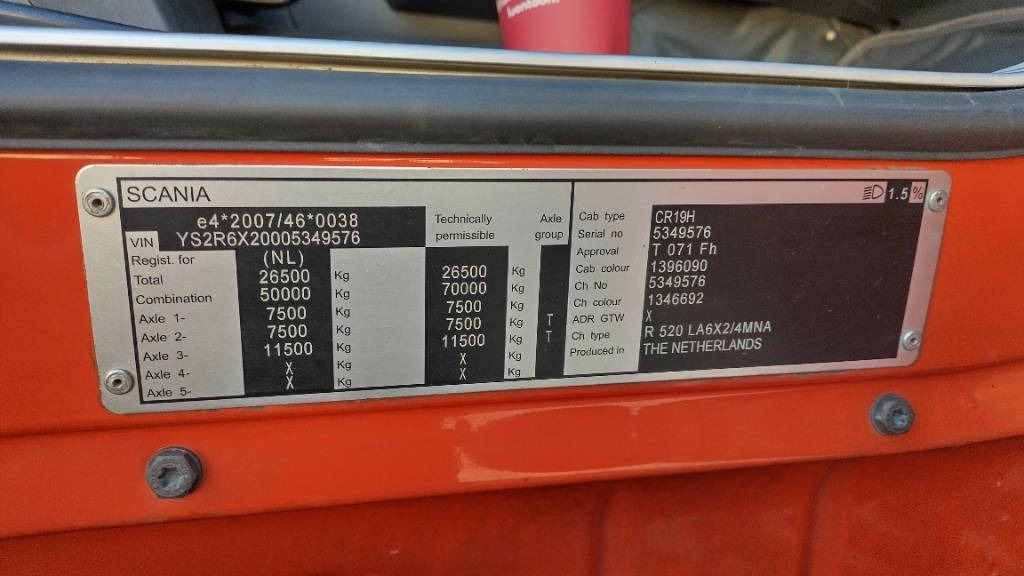 luontoon!
SCANIA
1.5%
e4*2007/46*0038
VIN YS2R6X20005349576
Technically permissible
Axle group
Regist. for (NL)
Total 26500 Kg 26500 Kg
Combination 50000 Kg 70000 Kg
Axle 1- 7500 Kg 7500 Kg
Axle 2- 7500 Kg 7500 Kg T
Axle 3- 11500 Kg 11500 Kg T
Axle 4- X Kg X Kg
Axle 5- X Kg X Kg
Cab type CR19H
Serial no 5349576
Approval T 071 Fh
Cab colour 1396090
Ch No 5349576
Ch colour 1346692
ADR GTW X
Ch type R 520 LA6X2/4MNA
Produced in THE NETHERLANDS